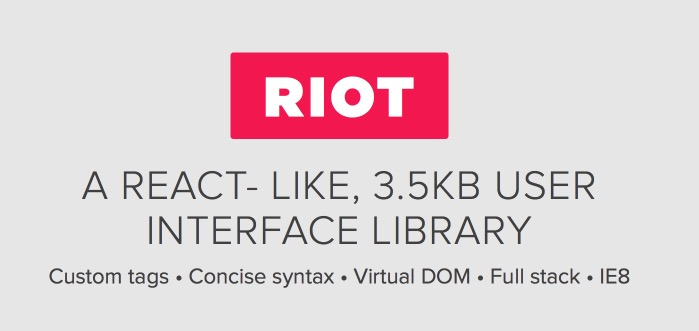 RIOT
A REACT- LIKE, 3.5KB USER
INTERFACE LIBRARY
Custom tags • Concise syntax • Virtual DOM • Full stack • IE8